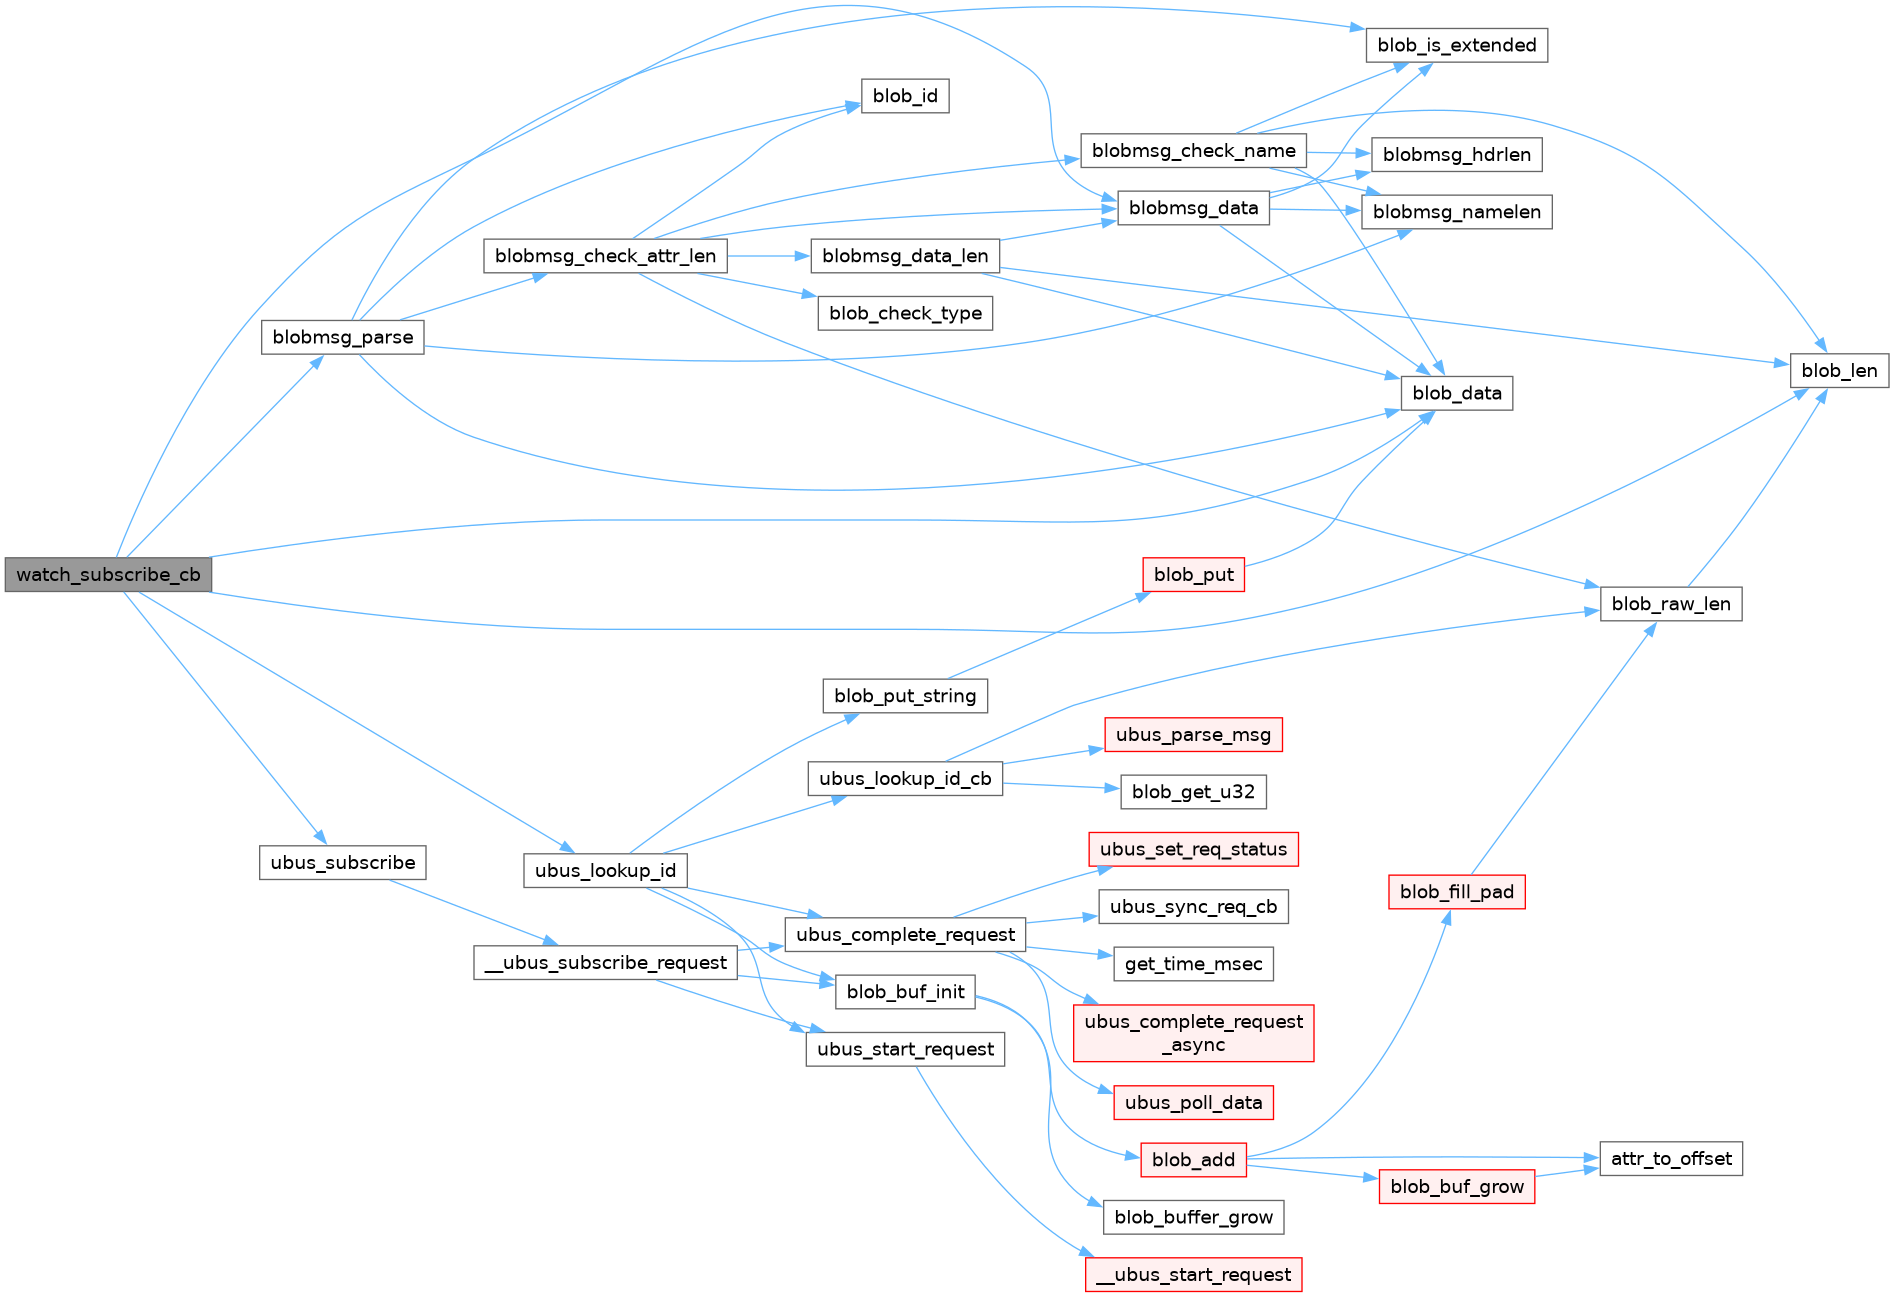 blob_is_extended
blob_id
blobmsg_check_name
blobmsg_hdrlen
blobmsg_data
blobmsg_namelen
blobmsg_check_attr_len
blobmsg_data_len
blob_check_type
blobmsg_parse
blob_len
blob_data
watch_subscribe_cb
blob_put
blob_raw_len
blob_put_string
ubus_parse_msg
ubus_lookup_id_cb
blob_get_u32
ubus_set_req_status
ubus_subscribe
ubus_lookup_id
blob_fill_pad
ubus_sync_req_cb
ubus_complete_request
__ubus_subscribe_request
get_time_msec
blob_buf_init
ubus_complete_request
_async
ubus_start_request
ubus_poll_data
blob_add
attr_to_offset
blob_buf_grow
blob_buffer_grow
__ubus_start_request